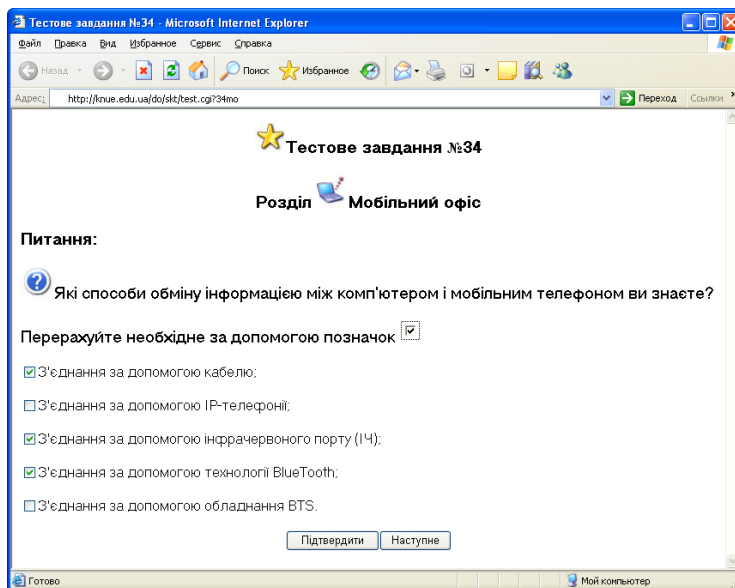 Тестове завдання №34 - Microsoft Internet Explorer
Файл Правка Вид Избранное Сервис Справка
Назад Поиск Избранное
Адрес: http://knue.edu.ua/do/skt/test.cgi?34mo Переход Ссылки »
Тестове завдання №34
Розділ Мобільний офіс
Питання:
Які способи обміну інформацією між комп'ютером і мобільним телефоном ви знаєте?
Перерахуйте необхідне за допомогою позначок
З'єднання за допомогою кабелю;
З'єднання за допомогою IP-телефонії;
З'єднання за допомогою інфрачервоного порту (ІЧ);
З'єднання за допомогою технології BlueTooth;
З'єднання за допомогою обладнання BTS.
Підтвердити Наступне
Готово Мой компьютер